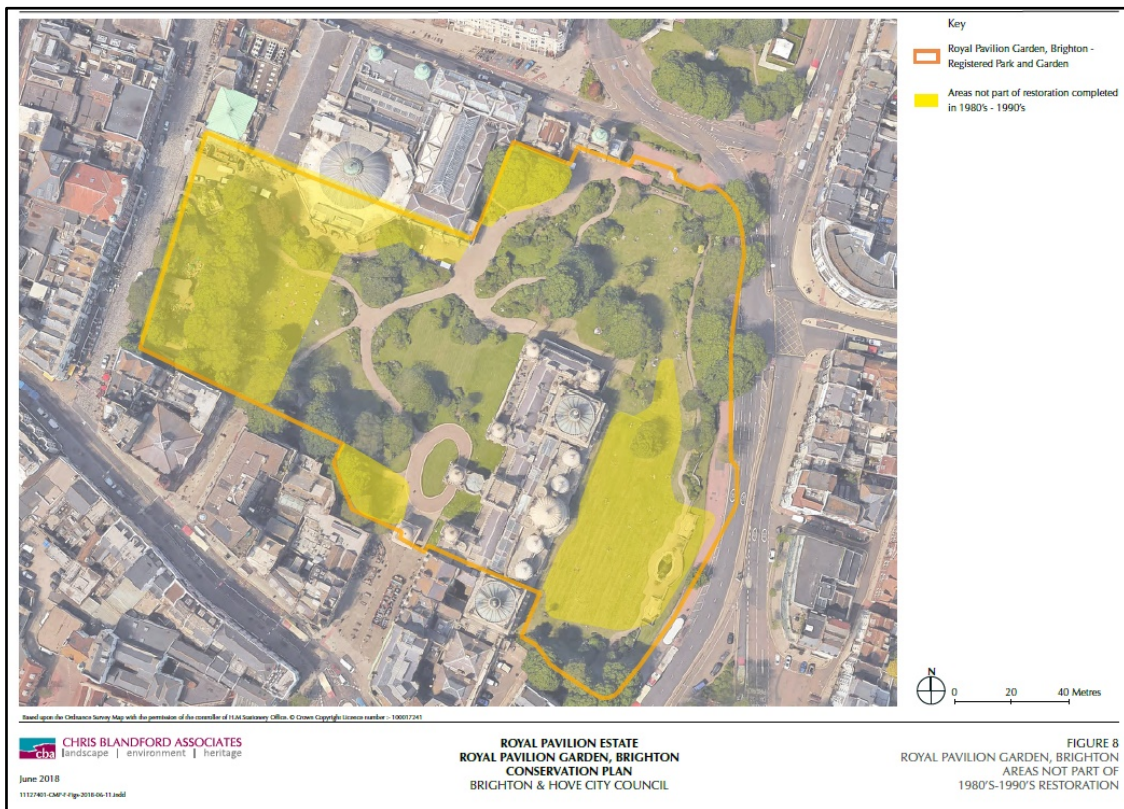 Key
Royal Pavilion Garden, Brighton -
Registered Park and Garden
Areas not part of restoration completed
in 1980's - 1990's
N
0 20 40 Metres
Based upon the Ordnance Survey Map with the permission of the controller of H.M Stationery Office. © Crown Copyright Licence number :- 100017241
cba
CHRIS BLANDFORD ASSOCIATES
landscape | environment | heritage
June 2018
11127401-CMP-F-Figs-2018-06-11.indd
ROYAL PAVILION ESTATE
ROYAL PAVILION GARDEN, BRIGHTON
CONSERVATION PLAN
BRIGHTON & HOVE CITY COUNCIL
FIGURE 8
ROYAL PAVILION GARDEN, BRIGHTON
AREAS NOT PART OF
1980'S-1990'S RESTORATION